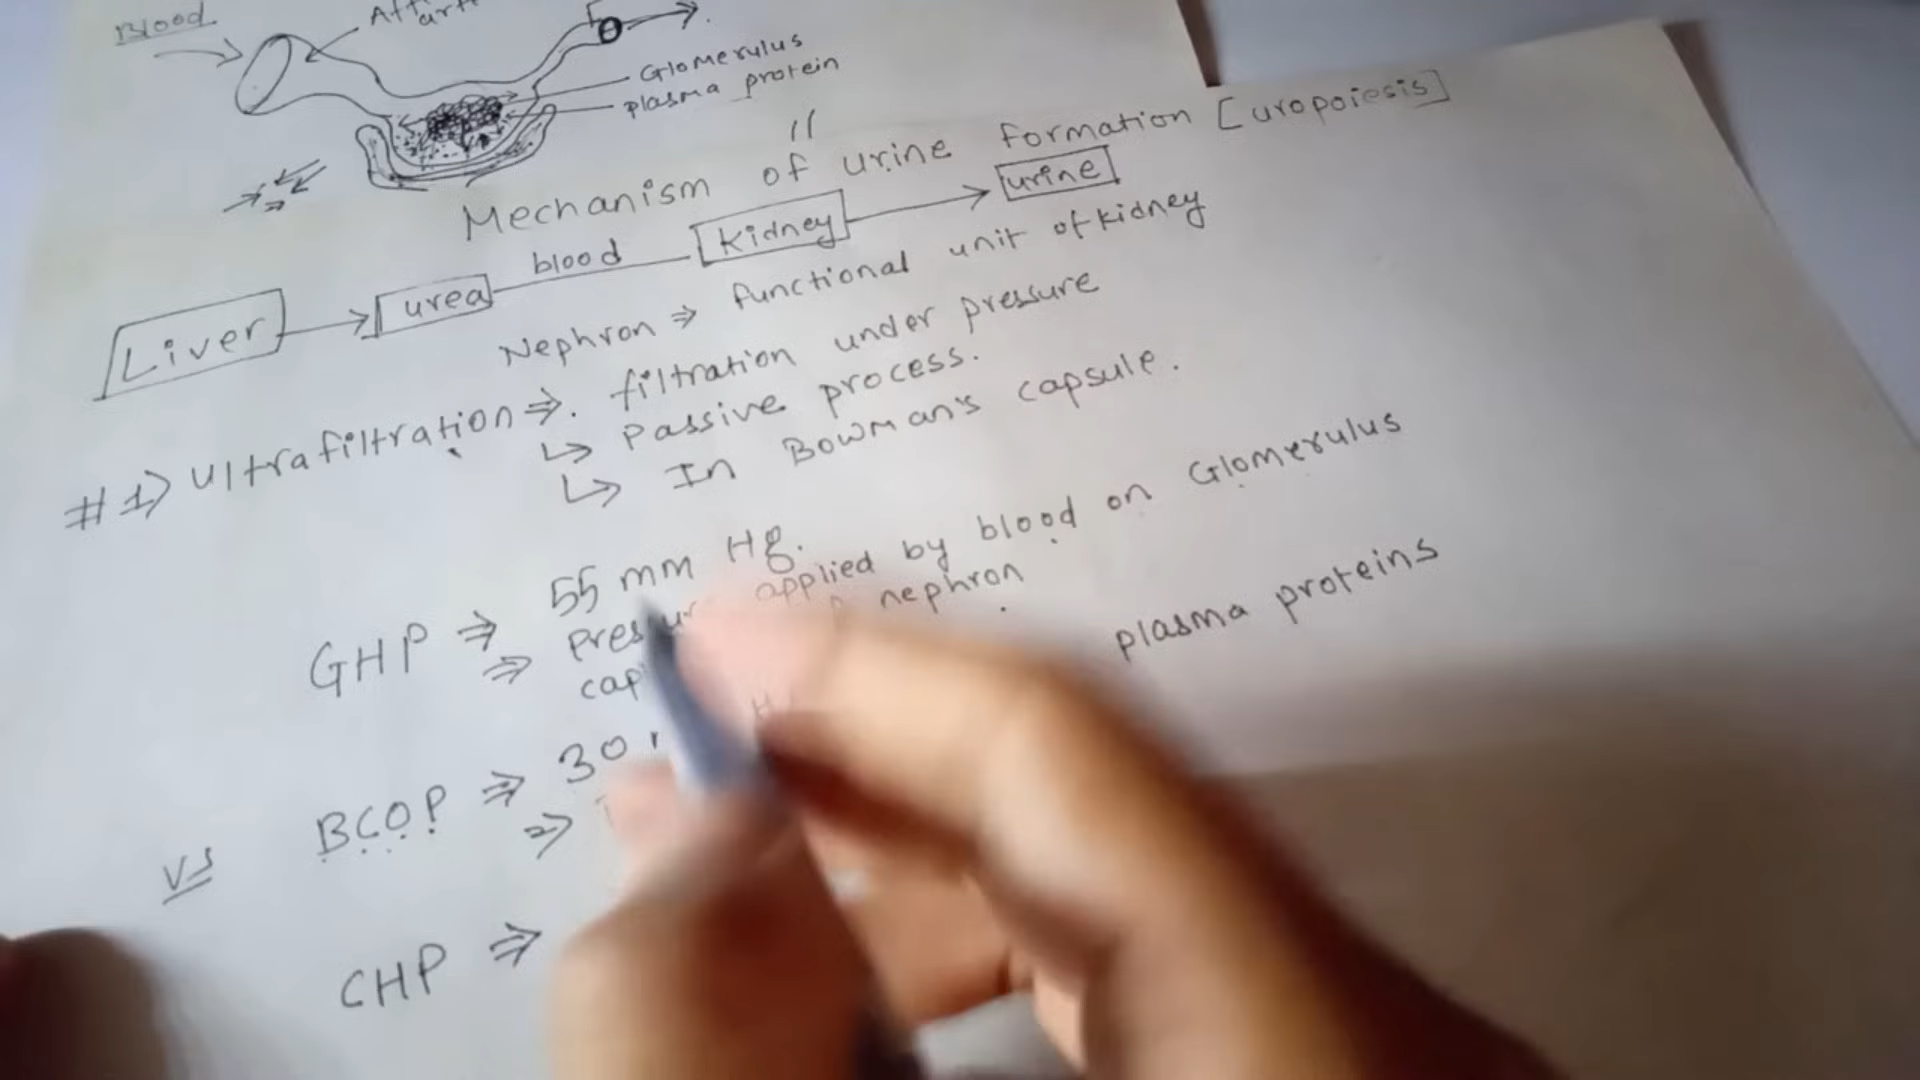 Blood
Glomerulus
plasma protein
Mechanism of urine formation [uropoiesis]
Liver → urea blood Kidney → urine
Nephron ⇒ functional unit of kidney
#1) Ultrafiltration ⇒. filtration under pressure
↳ Passive process.
↳ In Bowman's capsule.
GHP ⇒ 55 mm Hg.
⇒ applied by blood on Glomerulus
nephron
plasma proteins
BCOP ⇒ 30
⇒
vs
CHP ⇒